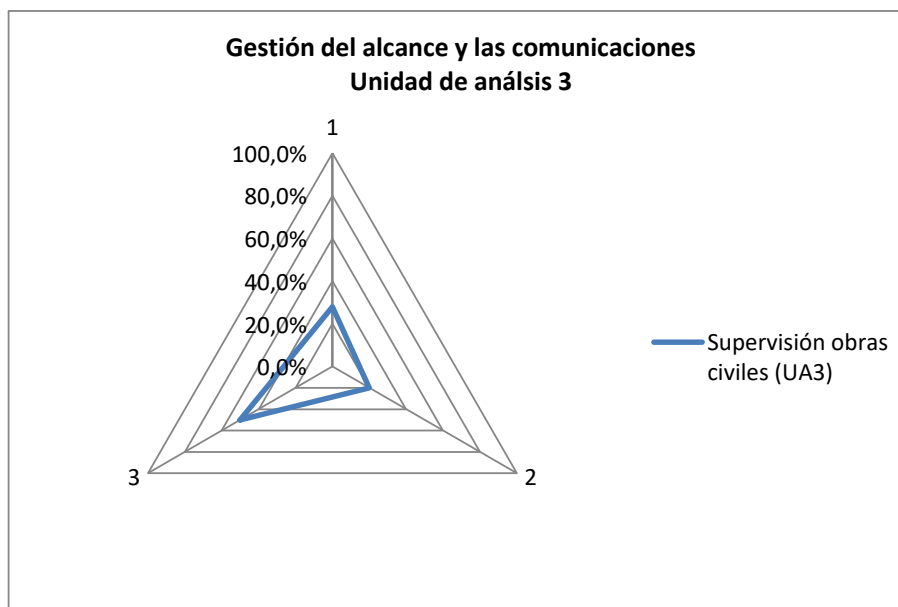 Gestión del alcance y las comunicaciones
Unidad de análsis 3
1
100,0%
80,0%
60,0%
40,0%
20,0%
0,0%
Supervisión obras
civiles (UA3)
3
2